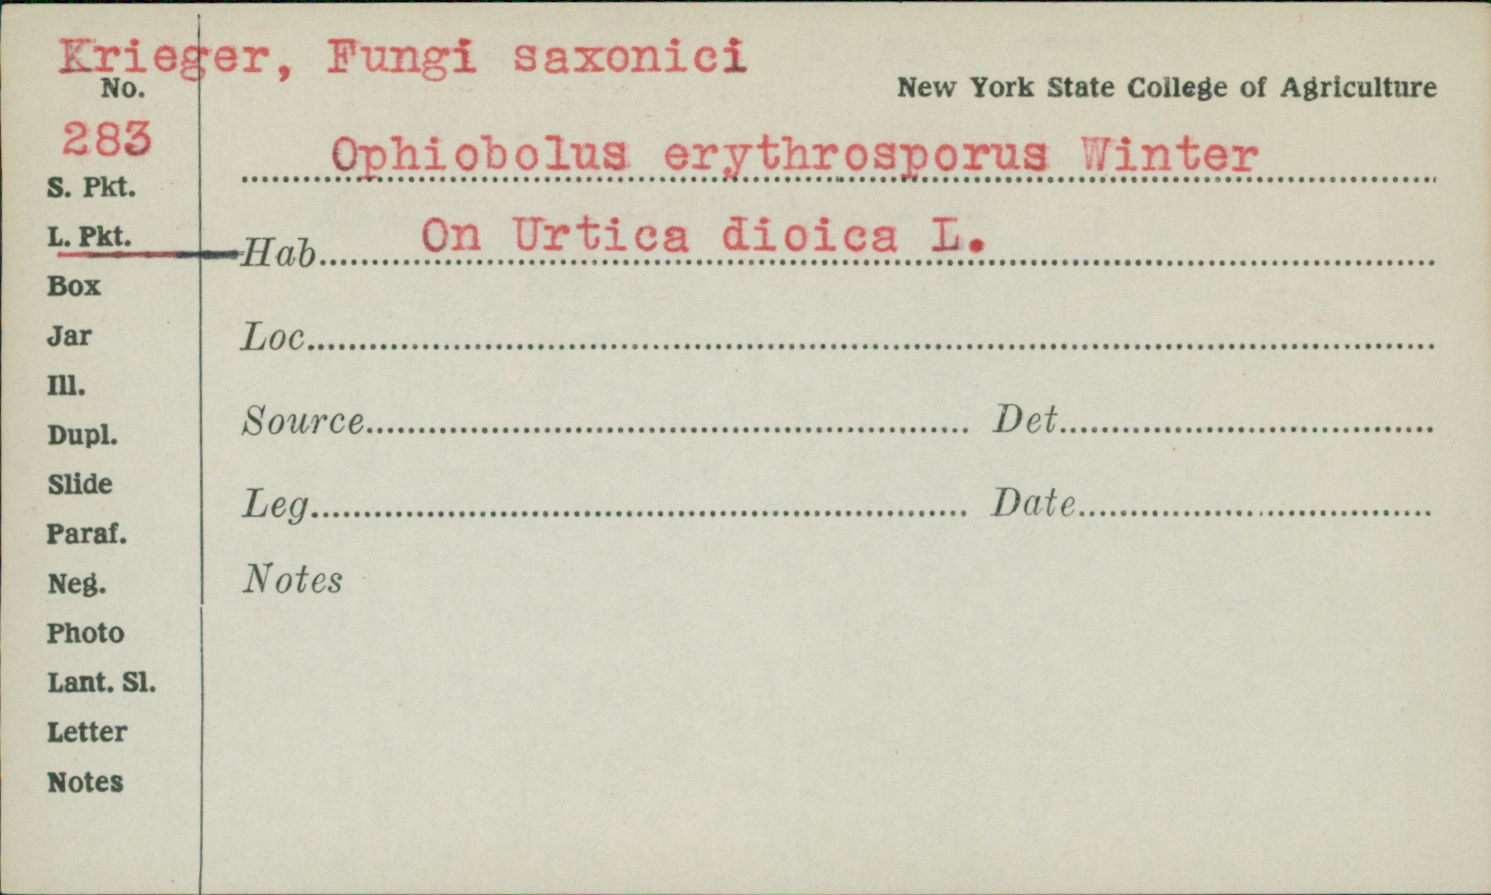 Krieger, Fungi saxonici
No.
New York State College of Agriculture
283
Ophiobolus erythrosporus Winter
S. Pkt.
L. Pkt.
Hab. On Urtica dioica L.
Box
Jar
Loc.
Ill.
Dupl.
Source Det.
Slide
Leg. Date
Paraf.
Neg.
Notes
Photo
Lant. Sl.
Letter
Notes